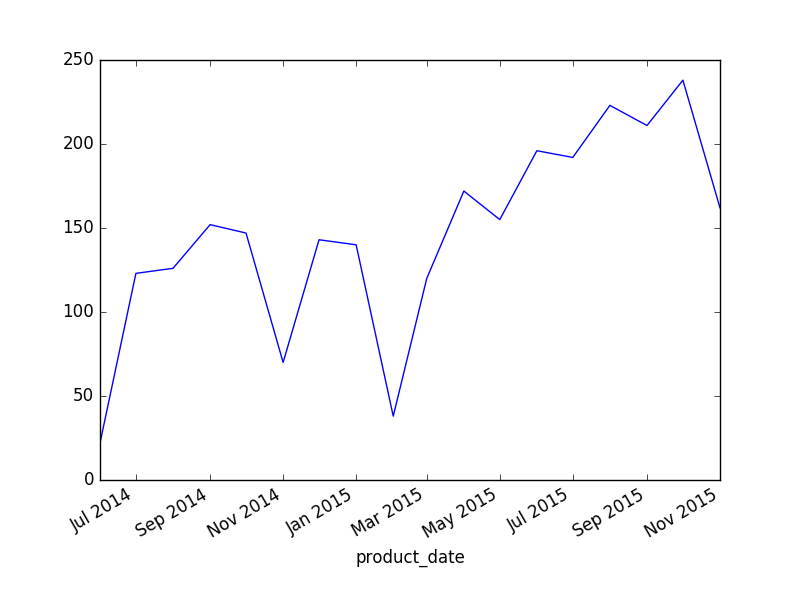 250
200
150
100
50
0
Jul 2014
Sep 2014
Nov 2014
Jan 2015
Mar 2015
May 2015
Jul 2015
Sep 2015
Nov 2015
product_date